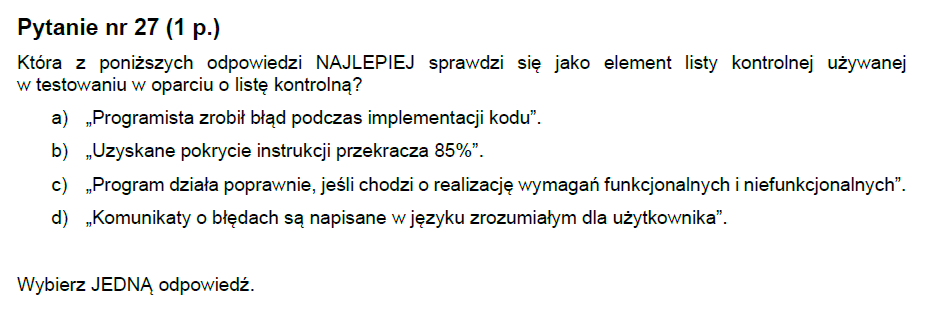 Pytanie nr 27 (1 p.)
Która z poniższych odpowiedzi NAJLEPIEJ sprawdzi się jako element listy kontrolnej używanej
w testowaniu w oparciu o listę kontrolną?
a) „Programista zrobił błąd podczas implementacji kodu”.
b) „Uzyskane pokrycie instrukcji przekracza 85%”.
c) „Program działa poprawnie, jeśli chodzi o realizację wymagań funkcjonalnych i niefunkcjonalnych”.
d) „Komunikaty o błędach są napisane w języku zrozumiałym dla użytkownika”.
Wybierz JEDNĄ odpowiedź.